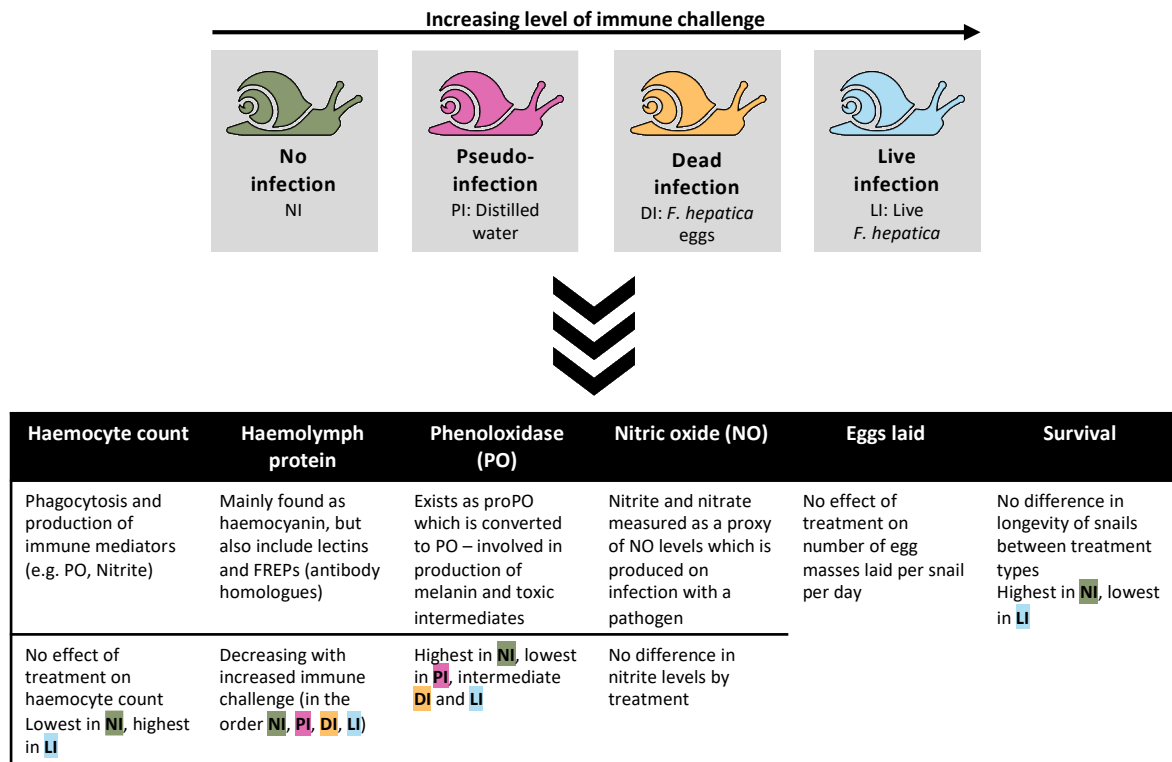 Increasing level of immune challenge
No
infection
NI
Pseudo-
infection
PI: Distilled
water
Dead
infection
DI: F. hepatica
eggs
Live
infection
LI: Live
F. hepatica
Haemocyte count
Haemolymph
protein
Phenoloxidase
(PO)
Nitric oxide (NO)
Eggs laid
Survival
Phagocytosis and
production of
immune mediators
(e.g. PO, Nitrite)
Mainly found as
haemocyanin, but
also include lectins
and FREPs (antibody
homologues)
Exists as proPO
which is converted
to PO – involved in
production of
melanin and toxic
intermediates
Nitrite and nitrate
measured as a proxy
of NO levels which is
produced on
infection with a
pathogen
No effect of
treatment on
number of egg
masses laid per snail
per day
No difference in
longevity of snails
between treatment
types
Highest in NI, lowest
in LI
No effect of
treatment on
haemocyte count
Lowest in NI, highest
in LI
Decreasing with
increased immune
challenge (in the
order NI, PI, DI, LI)
Highest in NI, lowest
in PI, intermediate
DI and LI
No difference in
nitrite levels by
treatment